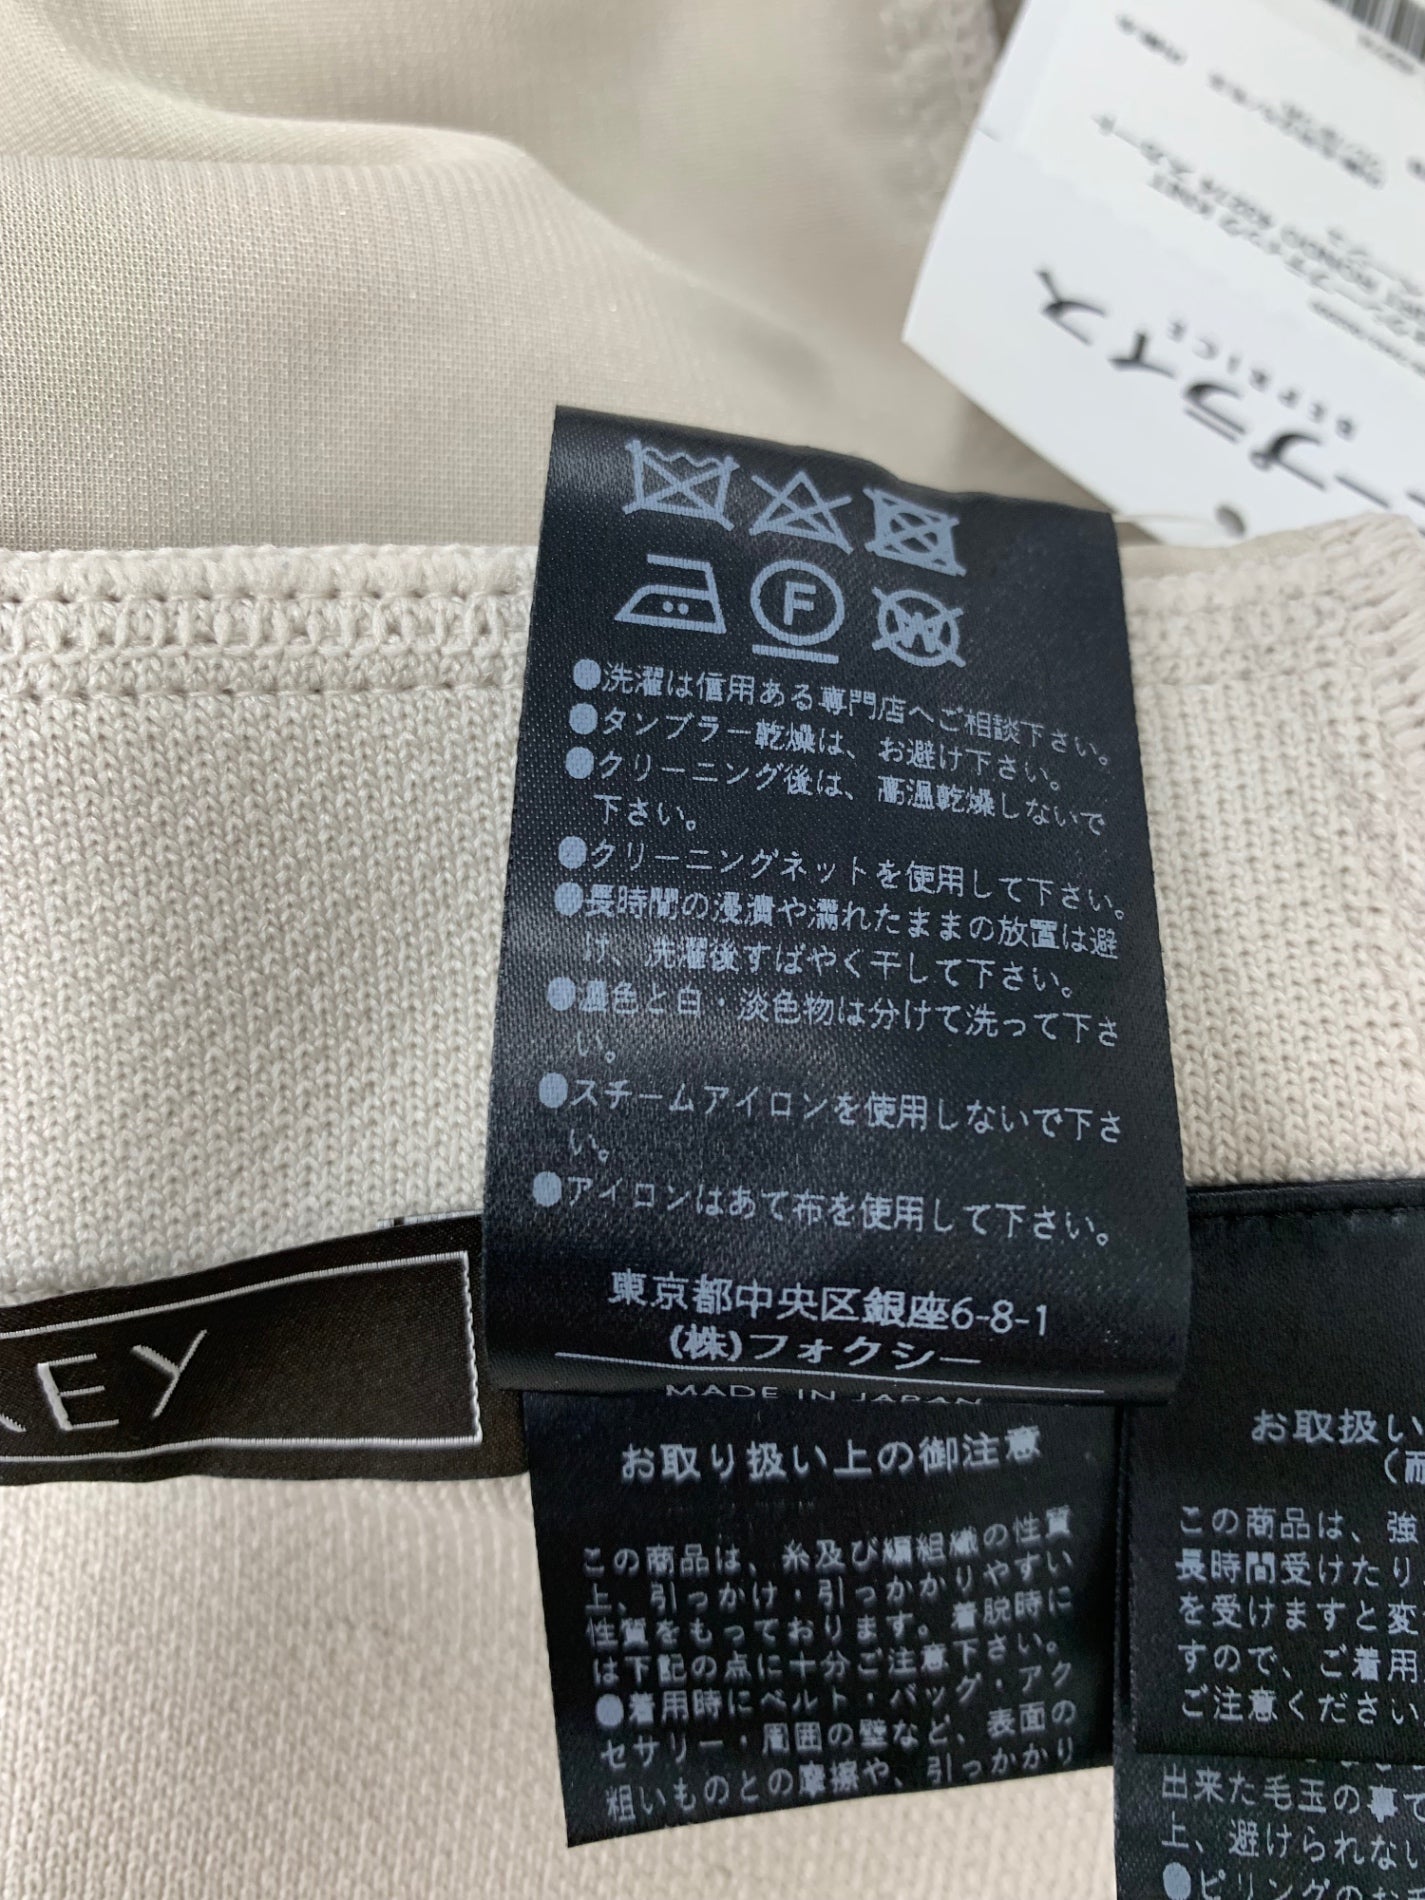 プライス
PRICE
F
W
●洗濯は信用ある専門店へご相談下さい。
●タンブラー乾燥は、お避け下さい。
●クリーニング後は、高温乾燥しないで
下さい。
●クリーニングネットを使用して下さい。
●長時間の浸漬や濡れたままの放置は避
け、洗濯後すばやく干して下さい。
●濃色と白・淡色物は分けて洗って下さ
い。
●スチームアイロンを使用しないで下さ
い。
●アイロンはあて布を使用して下さい。
東京都中央区銀座6-8-1
(株)フォクシー
MADE IN JAPAN
EY
お取り扱い上の御注意
この商品は、糸及び編組織の性質
上、引っかけ・引っかかりやすい
性質をもっております。着脱時に
は下記の点に十分ご注意下さい。
●着用時にベルト・バッグ・アク
セサリー・周囲の壁など、表面の
粗いものとの摩擦や、引っかかり
お取扱い
(耐
この商品は、強
長時間受けたり
を受けますと変
すので、ご着用
ご注意ください
出来た毛玉の事で
上、避けられない
●ピリングの